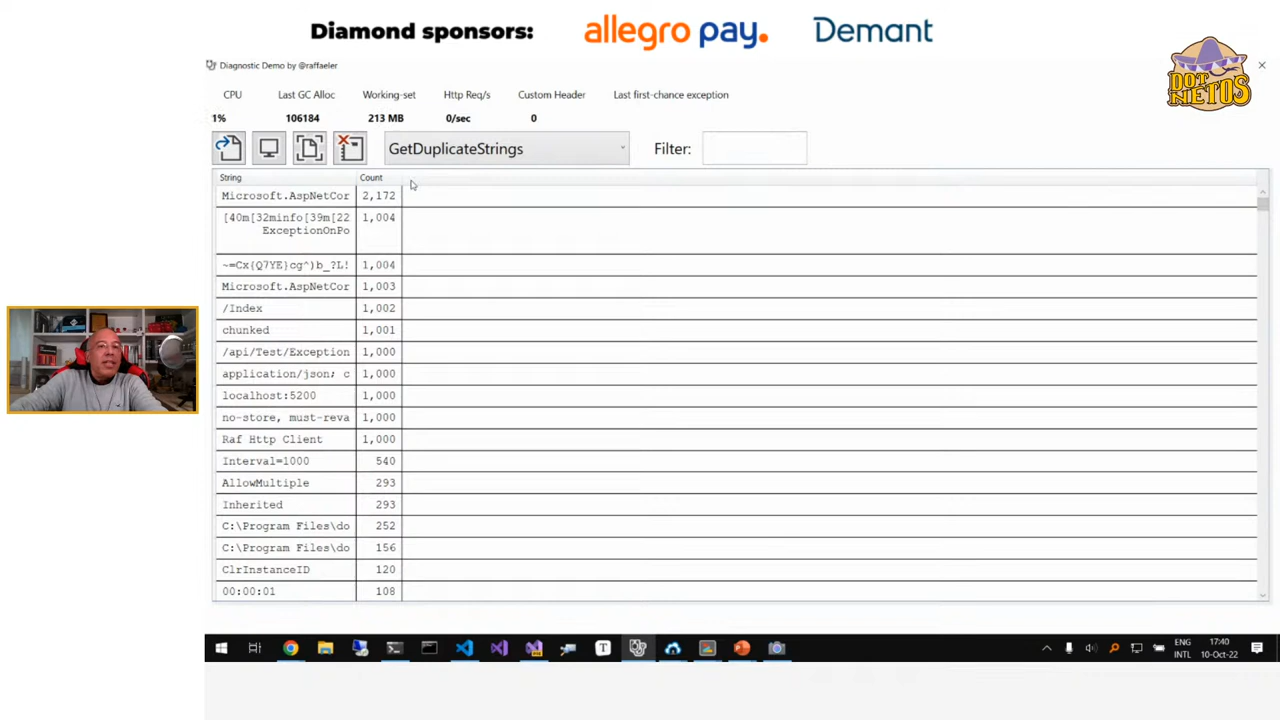 Diamond sponsors: allegro pay. Demant
DOT NETOS
Diagnostic Demo by @raffaeler
CPU Last GC Alloc Working-set Http Req/s Custom Header Last first-chance exception
1% 106184 213 MB 0/sec 0
GetDuplicateStrings Filter:
String Count
Microsoft.AspNetCor 2,172
[40m[32minfo[39m[22 1,004
ExceptionOnPo
~=Cx{Q7YE}cg^)b_?L! 1,004
Microsoft.AspNetCor 1,003
/Index 1,002
chunked 1,001
/api/Test/Exception 1,000
application/json; c 1,000
localhost:5200 1,000
no-store, must-reva 1,000
Raf Http Client 1,000
Interval=1000 540
AllowMultiple 293
Inherited 293
C:\Program Files\do 252
C:\Program Files\do 156
ClrInstanceID 120
00:00:01 108
ENG 17:40
INTL 10-Oct-22